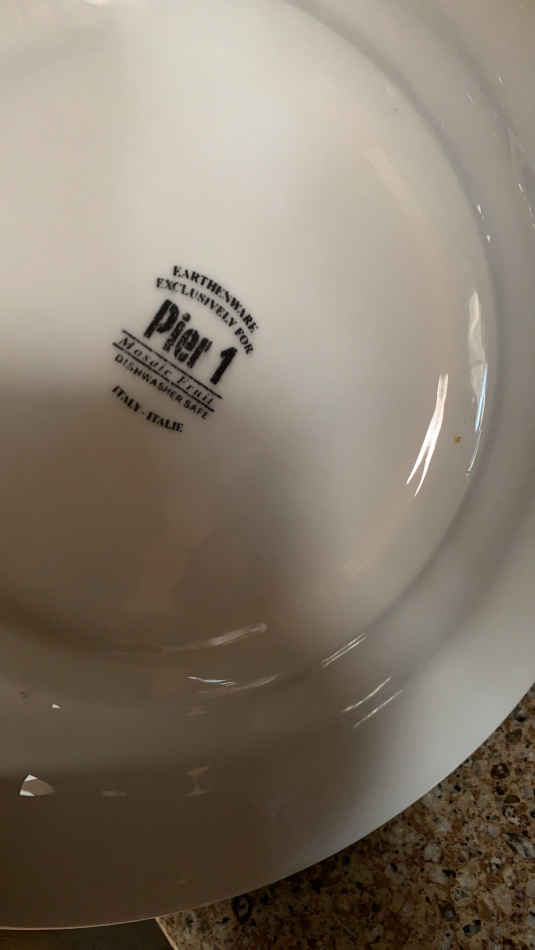 EARTHENWARE
EXCLUSIVELY FOR
Pier 1
Mosaic Fruit
DISHWASHER SAFE
ITALY - ITALIE